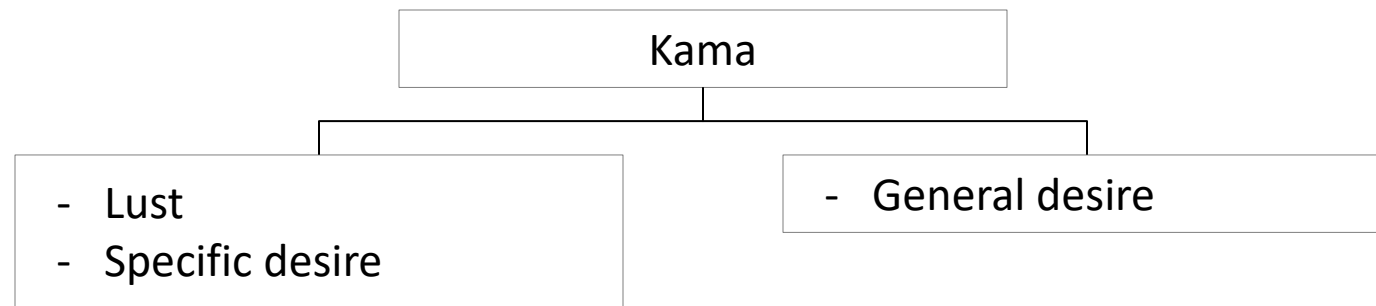 Kama
- Lust
- Specific desire
- General desire